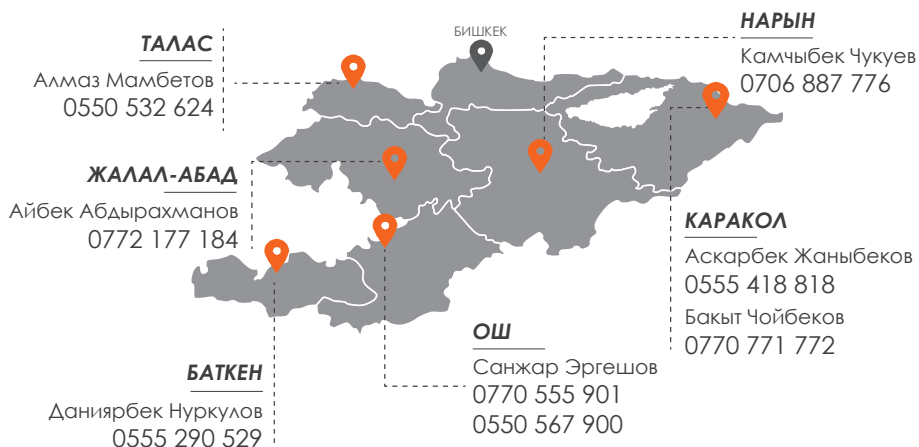 ТАЛАС
Алмаз Мамбетов
0550 532 624
БИШКЕК
НАРЫН
Камчыбек Чукуев
0706 887 776
ЖАЛАЛ-АБАД
Айбек Абдырахманов
0772 177 184
КАРАКОЛ
Аскарбек Жаныбеков
0555 418 818
Бакыт Чойбеков
0770 771 772
БАТКЕН
Даниярбек Нуркулов
0555 290 529
ОШ
Санжар Эргешов
0770 555 901
0550 567 900